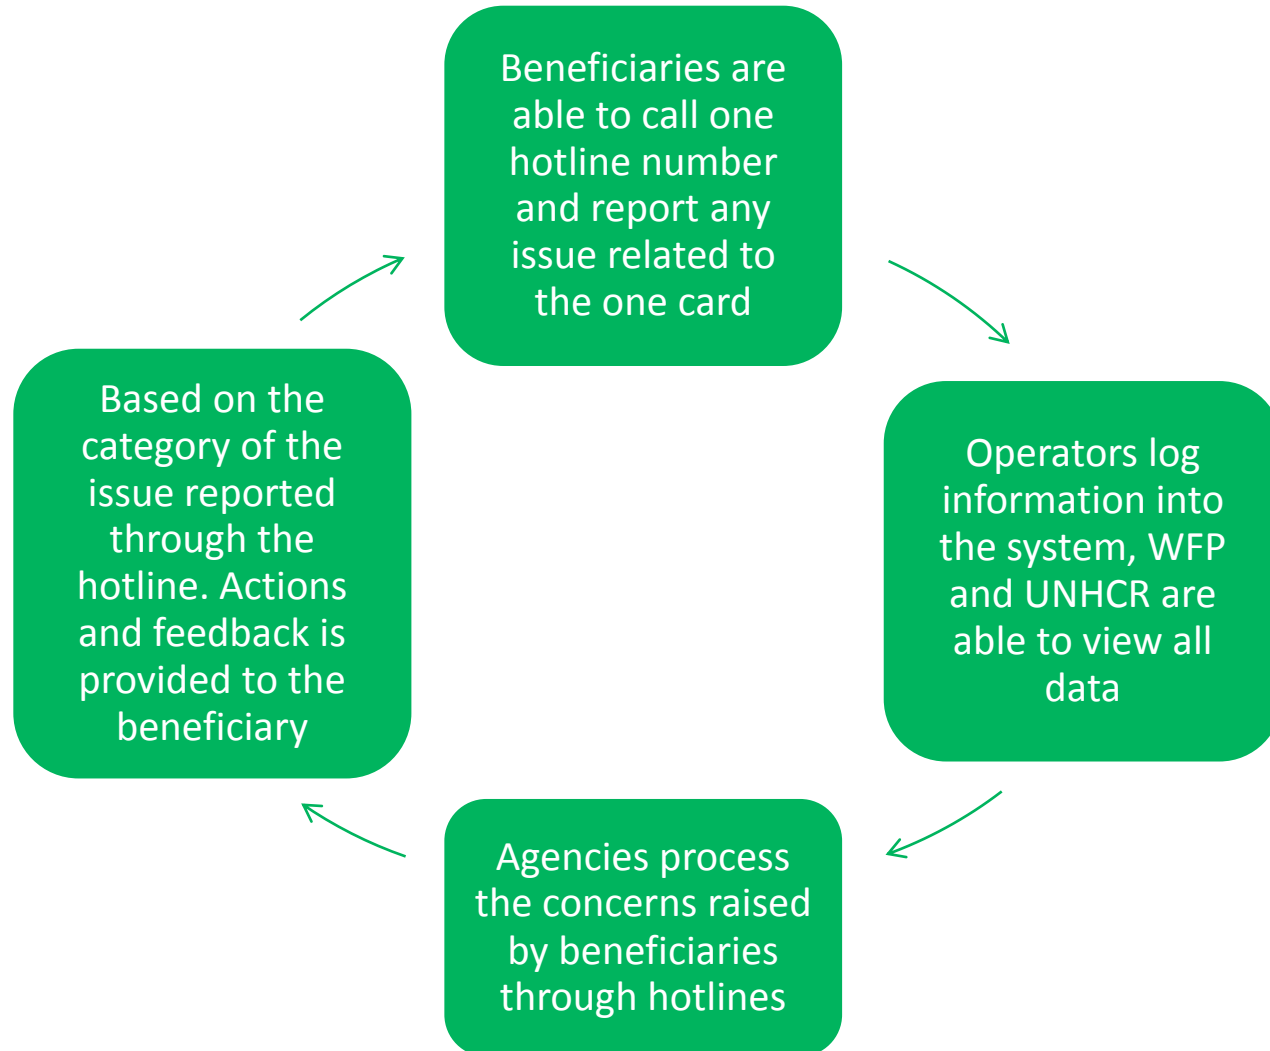 Beneficiaries are
able to call one
hotline number
and report any
issue related to
the one card
Operators log
information into
the system, WFP
and UNHCR are
able to view all
data
Agencies process
the concerns raised
by beneficiaries
through hotlines
Based on the
category of the
issue reported
through the
hotline. Actions
and feedback is
provided to the
beneficiary